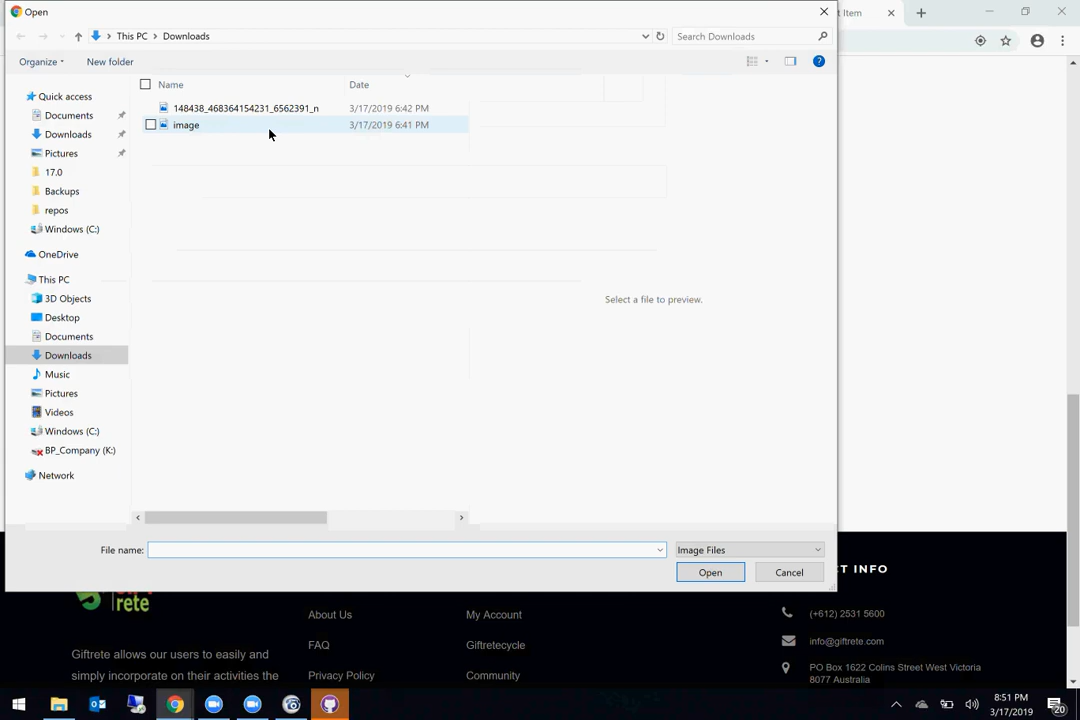 Open
t Item
This PC
Downloads
Search Downloads
Organize
New folder
Name
Date
148438_468364154231_6562391_n
3/17/2019 6:42 PM
image
3/17/2019 6:41 PM
Quick access
Documents
Downloads
Pictures
17.0
Backups
repos
Windows (C:)
OneDrive
This PC
3D Objects
Desktop
Documents
Downloads
Music
Pictures
Videos
Windows (C:)
BP_Company (K:)
Network
Select a file to preview.
File name:
Image Files
Open
Cancel
CT INFO
rete
Giftrete allows our users to easily and
simply incorporate on their activities the
About Us
FAQ
Privacy Policy
My Account
Giftretecycle
Community
(+612) 2531 5600
info@giftrete.com
PO Box 1622 Colins Street West Victoria
8077 Australia
8:51 PM
3/17/2019
20